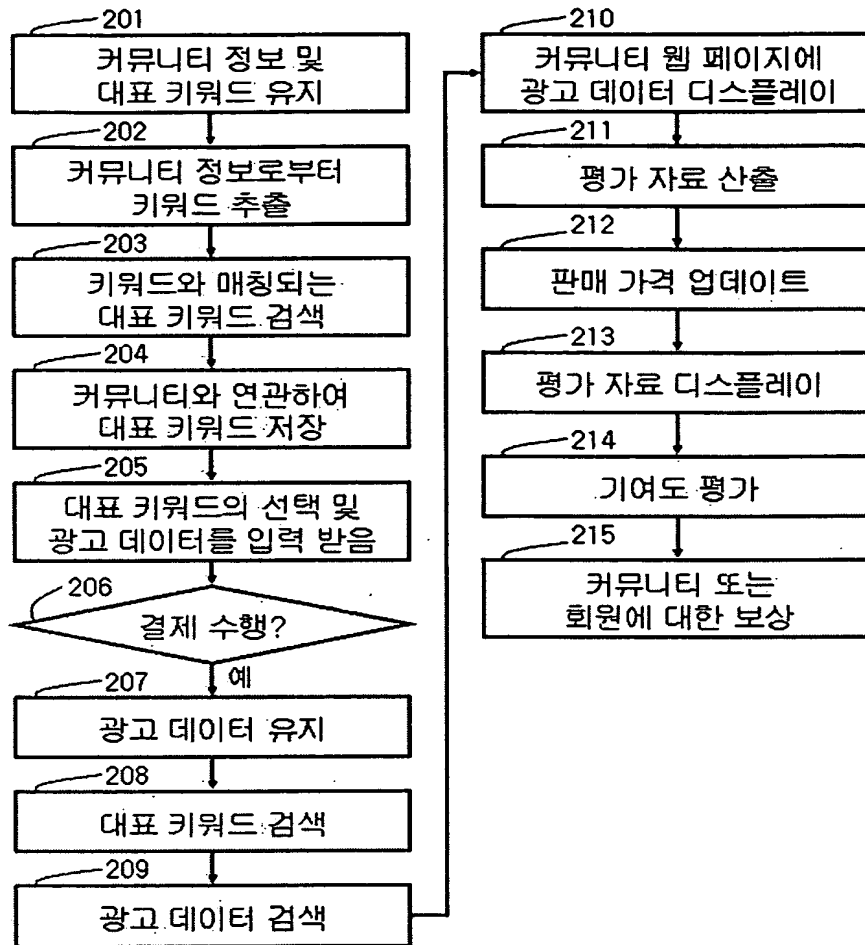 201
커뮤니티 정보 및
대표 키워드 유지
202
커뮤니티 정보로부터
키워드 추출
203
키워드와 매칭되는
대표 키워드 검색
204
커뮤니티와 연관하여
대표 키워드 저장
205
대표 키워드의 선택 및
광고 데이터를 입력 받음
206
결제 수행?
예
207
광고 데이터 유지
208
대표 키워드 검색
209
광고 데이터 검색
210
커뮤니티 웹 페이지에
광고 데이터 디스플레이
211
평가 자료 산출
212
판매 가격 업데이트
213
평가 자료 디스플레이
214
기여도 평가
215
커뮤니티 또는
회원에 대한 보상